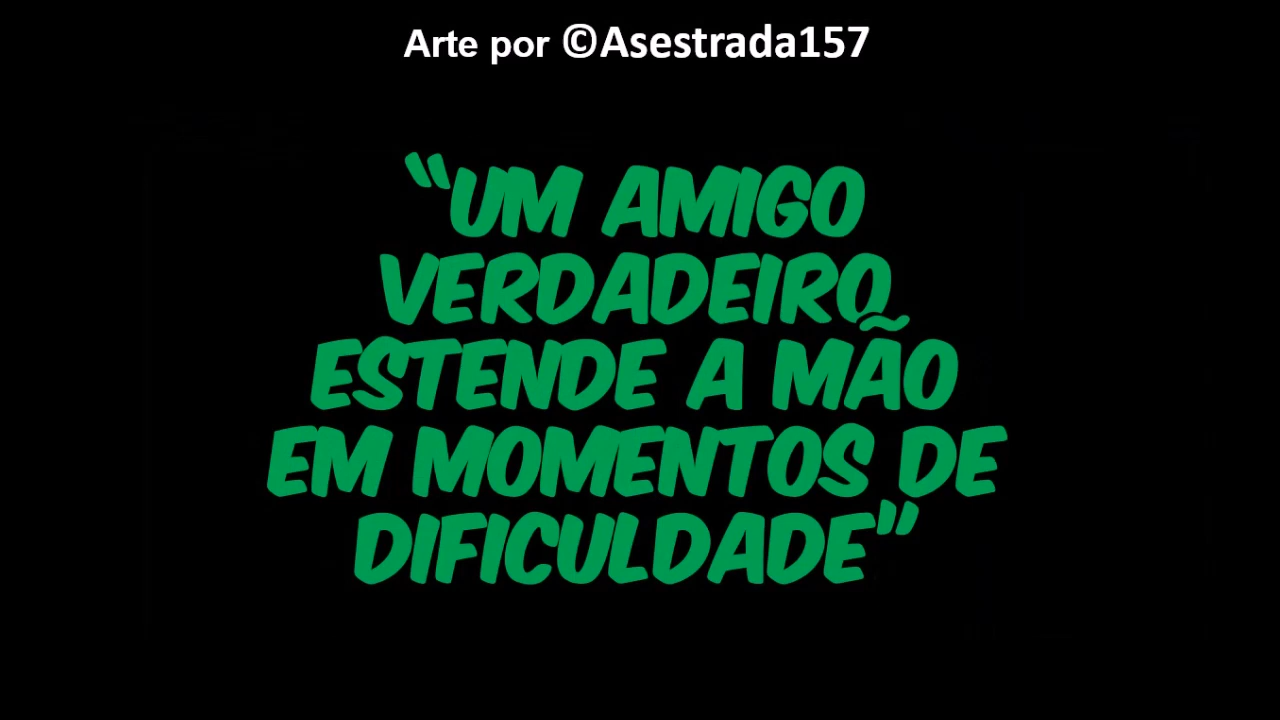 Arte por ©Asestrada157
“UM AMIGO
VERDADEIRO
ESTENDE A MÃO
EM MOMENTOS DE
DIFICULDADE”